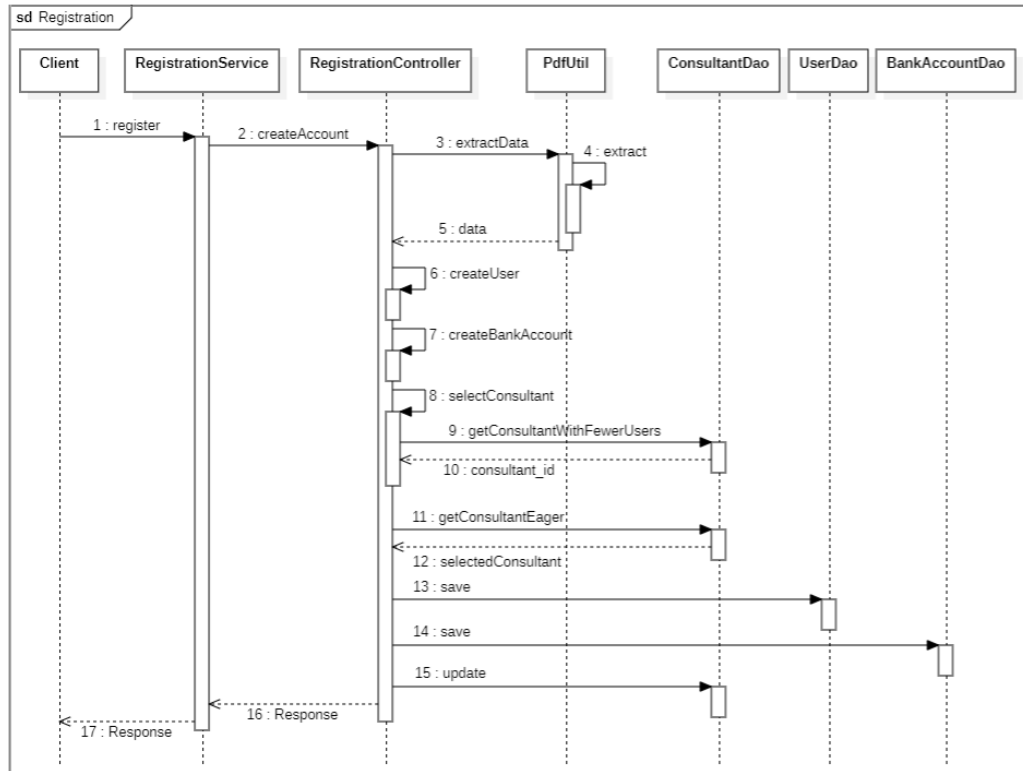 sd Registration
Client
RegistrationService
RegistrationController
PdfUtil
ConsultantDao
UserDao
BankAccountDao
1 : register
2 : createAccount
3 : extractData
4 : extract
5 : data
6 : createUser
7 : createBankAccount
8 : selectConsultant
9 : getConsultantWithFewerUsers
10 : consultant_id
11 : getConsultantEager
12 : selectedConsultant
13 : save
14 : save
15 : update
16 : Response
17 : Response